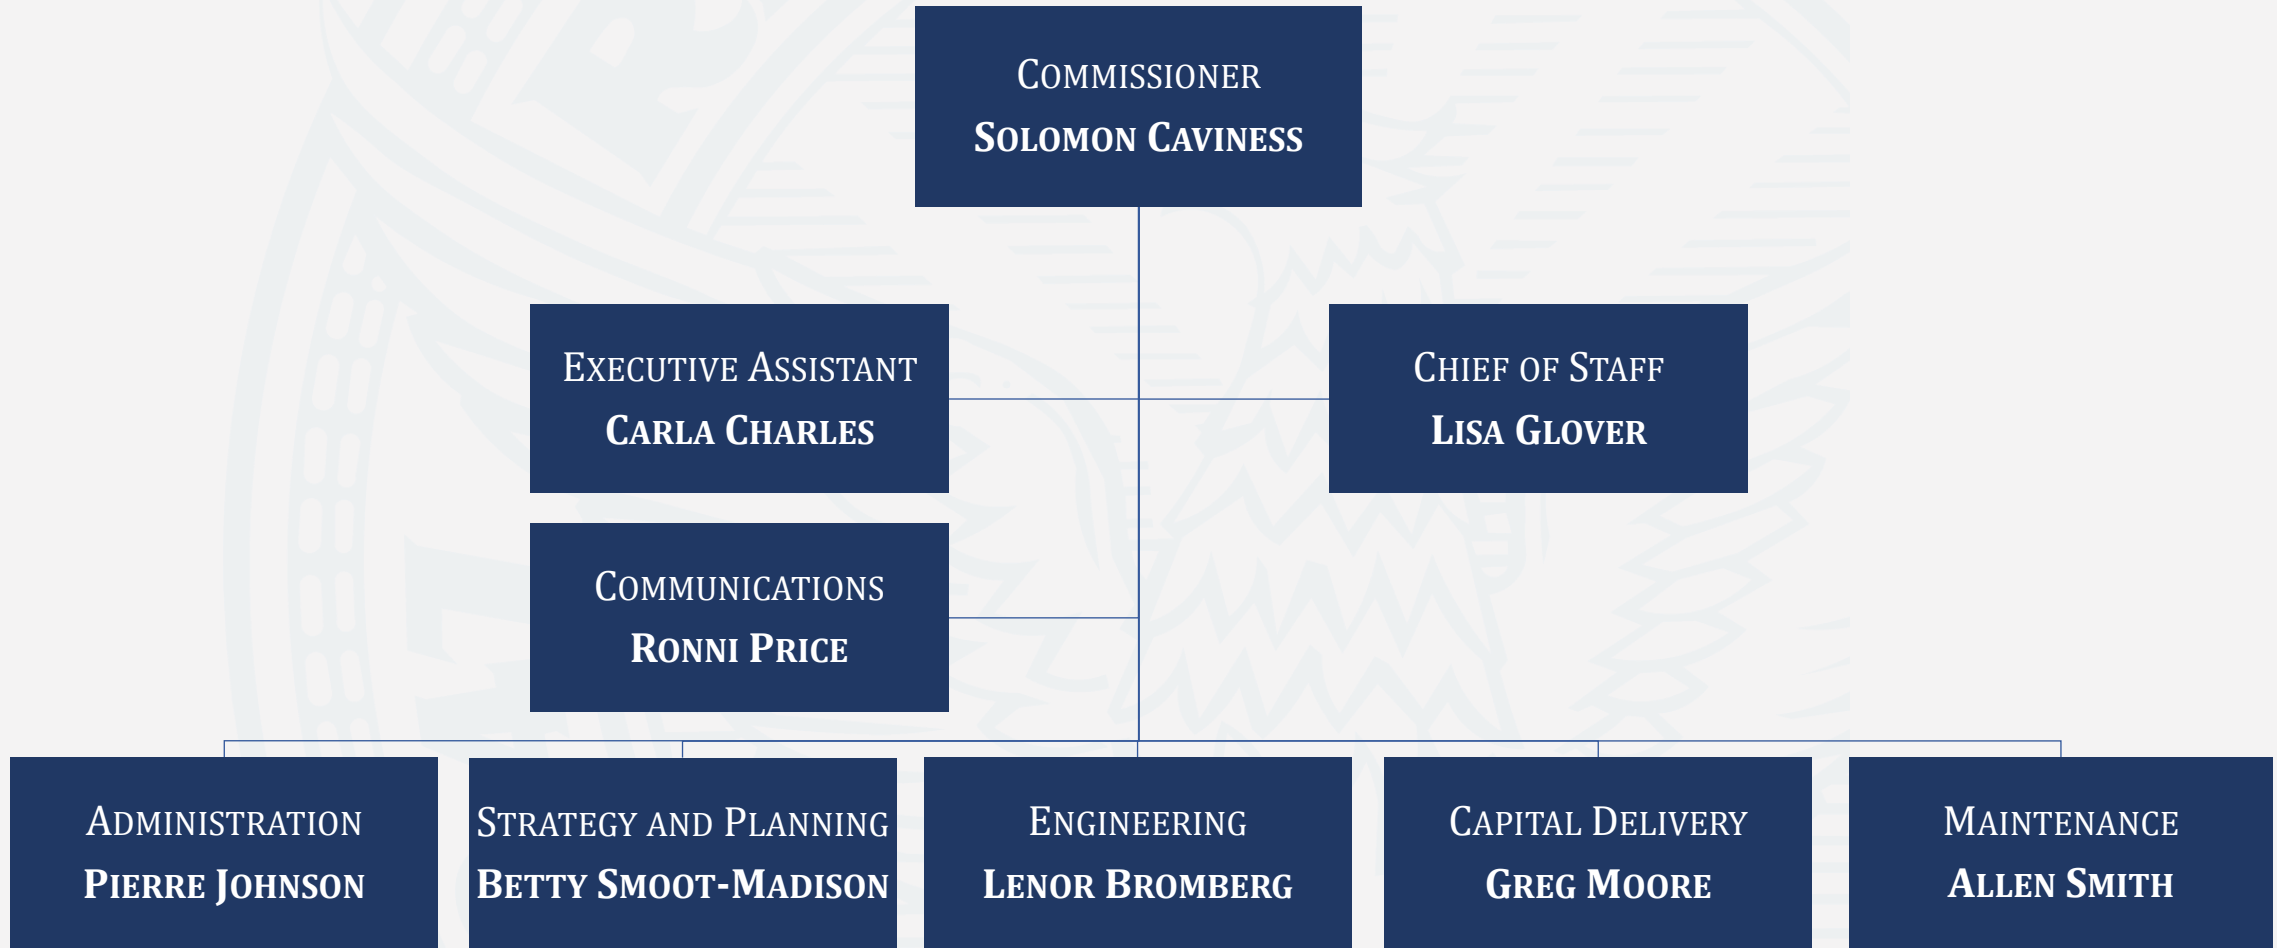 Commissioner
Solomon Caviness
Executive Assistant
Carla Charles
Chief of Staff
Lisa Glover
Communications
Ronni Price
Administration
Pierre Johnson
Strategy and Planning
Betty Smoot-Madison
Engineering
Lenor Bromberg
Capital Delivery
Greg Moore
Maintenance
Allen Smith